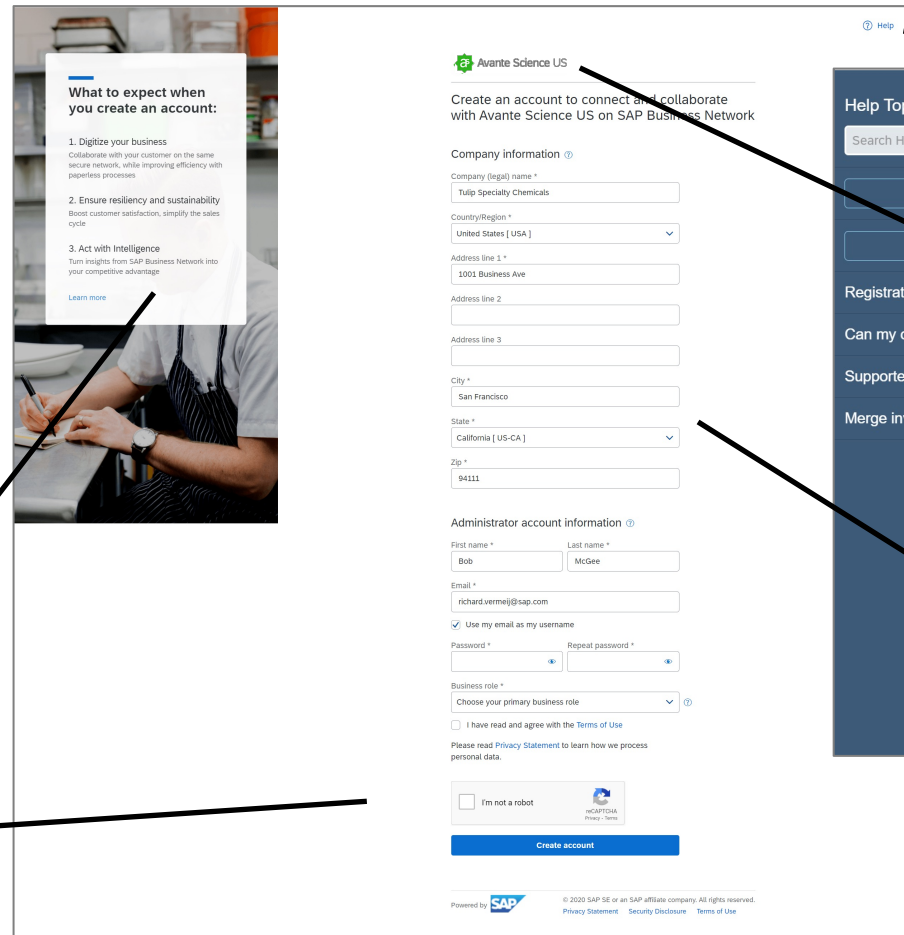 What to expect when
you create an account:
1. Digitize your business
Collaborate with your customer on the same
secure network, while improving efficiency with
paperless processes
2. Ensure resiliency and sustainability
Boost customer satisfaction, simplify the sales
cycle
3. Act with Intelligence
Turn insights from SAP Business Network into
your competitive advantage
Learn more
Help
Avante Science US
Create an account to connect and collaborate
with Avante Science US on SAP Business Network
Company information
Company (legal) name *
Tulip Specialty Chemicals
Country/Region *
United States [ USA ]
Address line 1 *
1001 Business Ave
Address line 2
Address line 3
City *
San Francisco
State *
California [ US-CA ]
Zip *
94111
Administrator account information
First name * Last name *
Bob McGee
Email *
richard.vermeij@sap.com
Use my email as my username
Password * Repeat password *
Business role *
Choose your primary business role
I have read and agree with the Terms of Use
Please read Privacy Statement to learn how we process
personal data.
I'm not a robot
reCAPTCHA
Privacy - Terms
Create account
Powered by SAP
© 2020 SAP SE or an SAP affiliate company. All rights reserved.
Privacy Statement Security Disclosure Terms of Use
Help Top
Search H
Registrat
Can my c
Supporte
Merge in